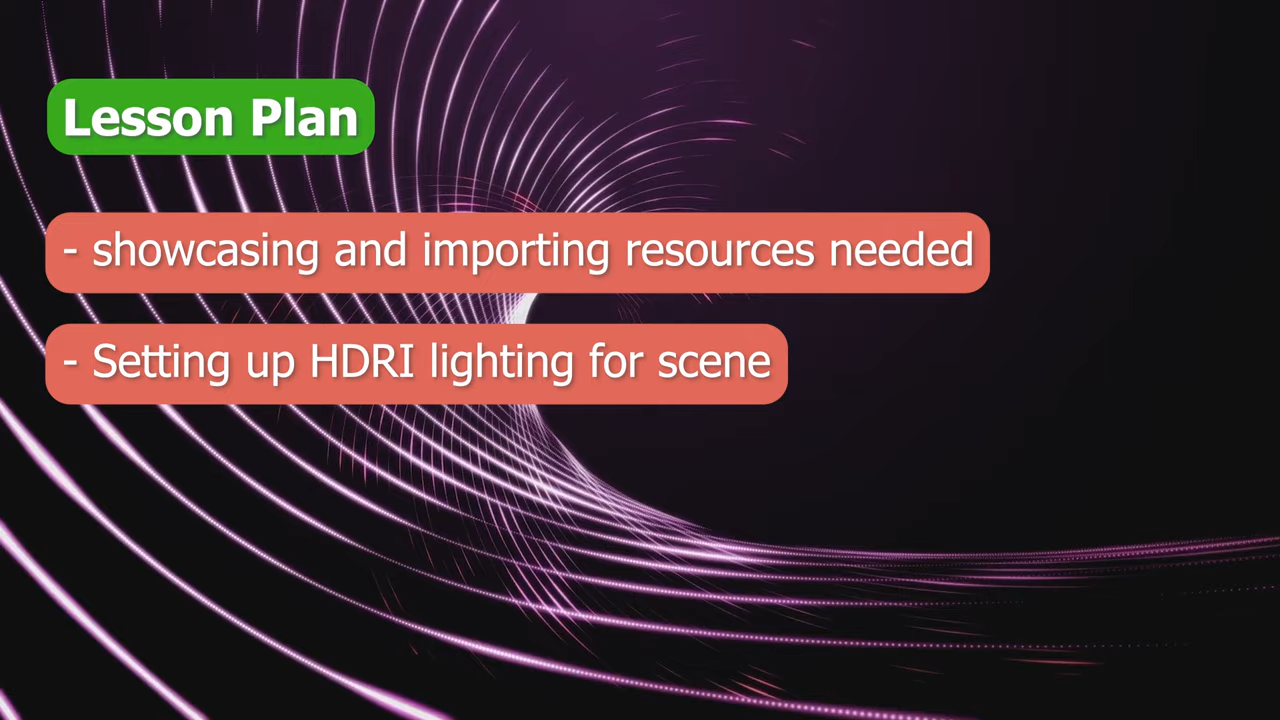 Lesson Plan
- showcasing and importing resources needed
- Setting up HDRI lighting for scene